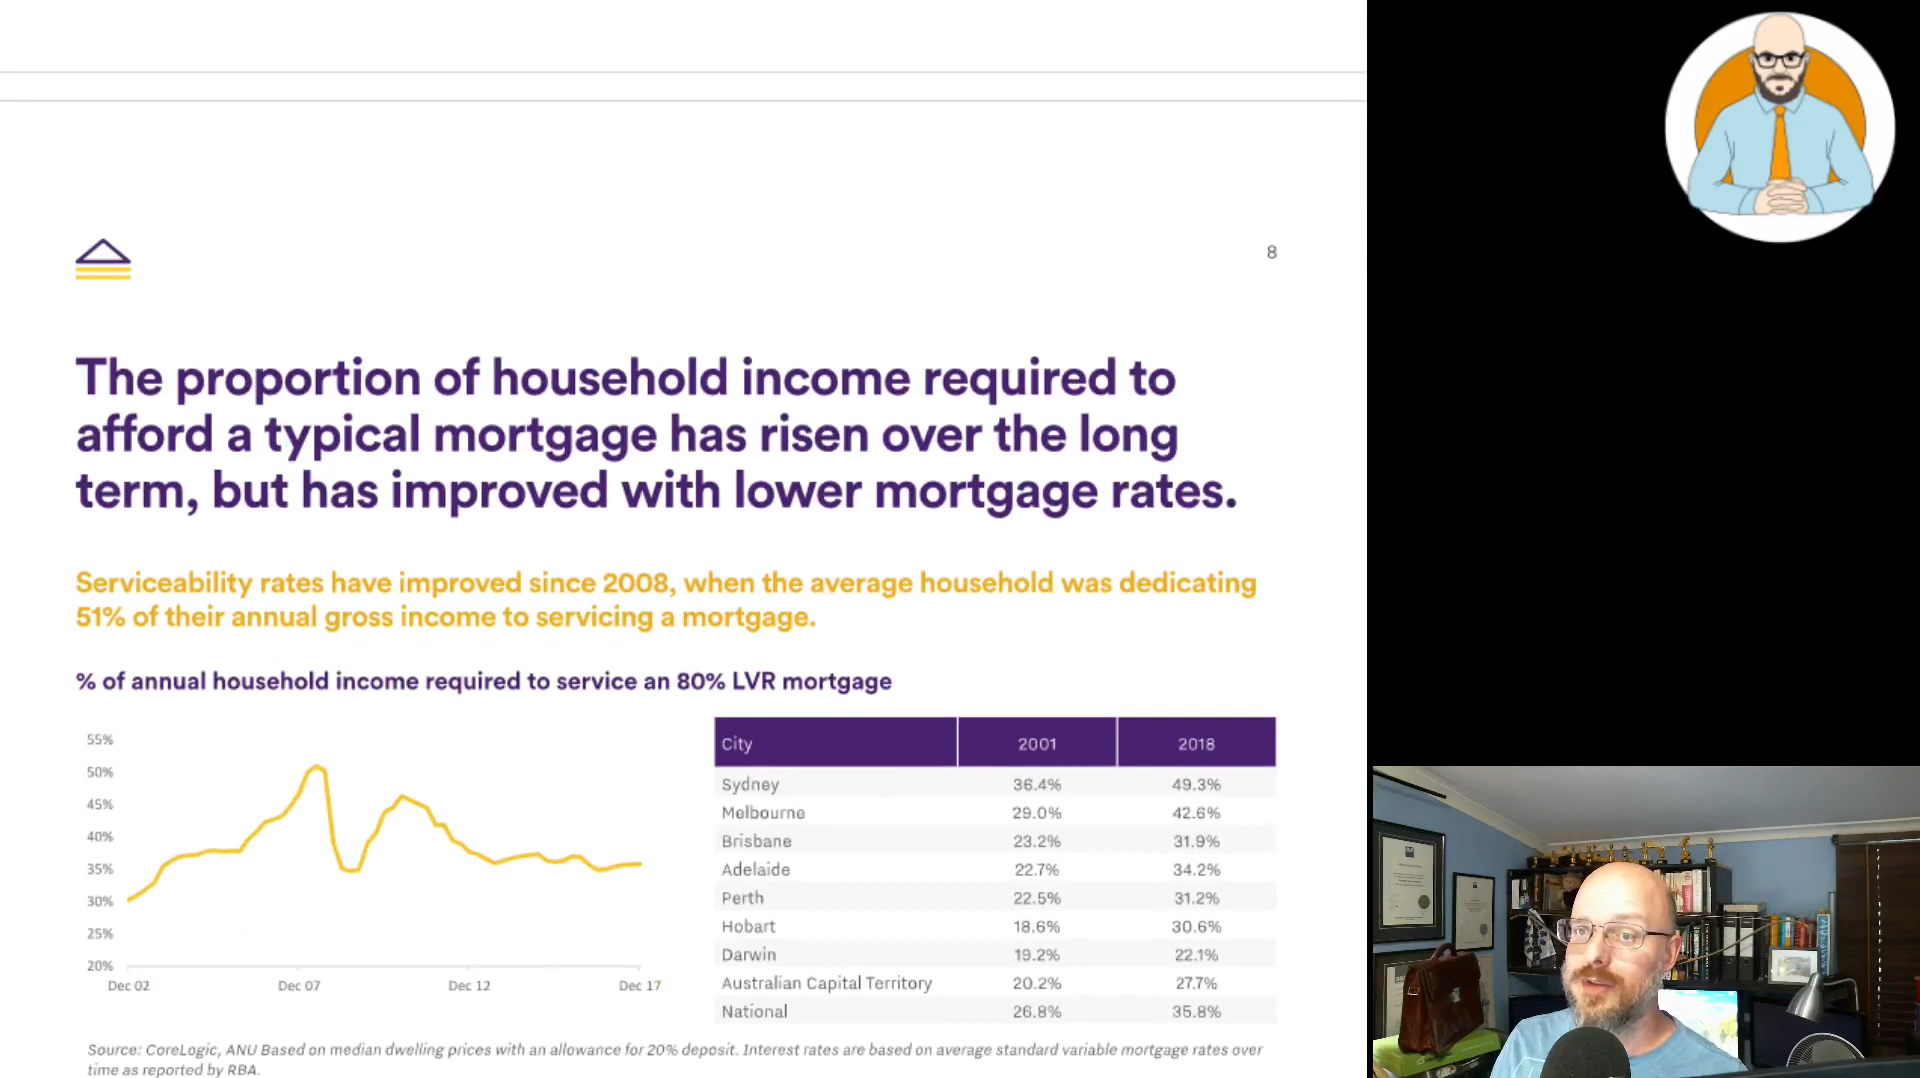 8
The proportion of household income required to
afford a typical mortgage has risen over the long
term, but has improved with lower mortgage rates.
Serviceability rates have improved since 2008, when the average household was dedicating
51% of their annual gross income to servicing a mortgage.
% of annual household income required to service an 80% LVR mortgage
55%
50%
45%
40%
35%
30%
25%
20%
Dec 02 Dec 07 Dec 12 Dec 17
City 2001 2018
Sydney 36.4% 49.3%
Melbourne 29.0% 42.6%
Brisbane 23.2% 31.9%
Adelaide 22.7% 34.2%
Perth 22.5% 31.2%
Hobart 18.6% 30.6%
Darwin 19.2% 22.1%
Australian Capital Territory 20.2% 27.7%
National 26.8% 35.8%
Source: CoreLogic, ANU Based on median dwelling prices with an allowance for 20% deposit. Interest rates are based on average standard variable mortgage rates over
time as reported by RBA.